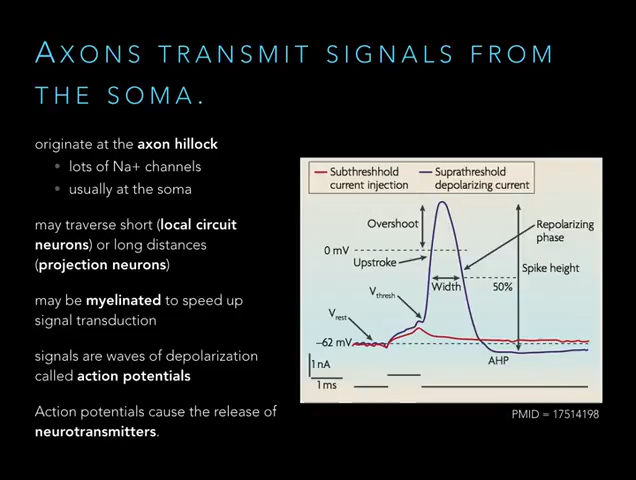 AXONS TRANSMIT SIGNALS FROM
THE SOMA.
originate at the axon hillock
• lots of Na+ channels
• usually at the soma
may traverse short (local circuit
neurons) or long distances
(projection neurons)
may be myelinated to speed up
signal transduction
signals are waves of depolarization
called action potentials
Action potentials cause the release of
neurotransmitters.
Subthreshhold
current injection
Suprathreshold
depolarizing current
Overshoot
Repolarizing
phase
0 mV
Upstroke
Spike height
Width
50%
Vthresh
Vrest
–62 mV
AHP
1 nA
1 ms
PMID = 17514198